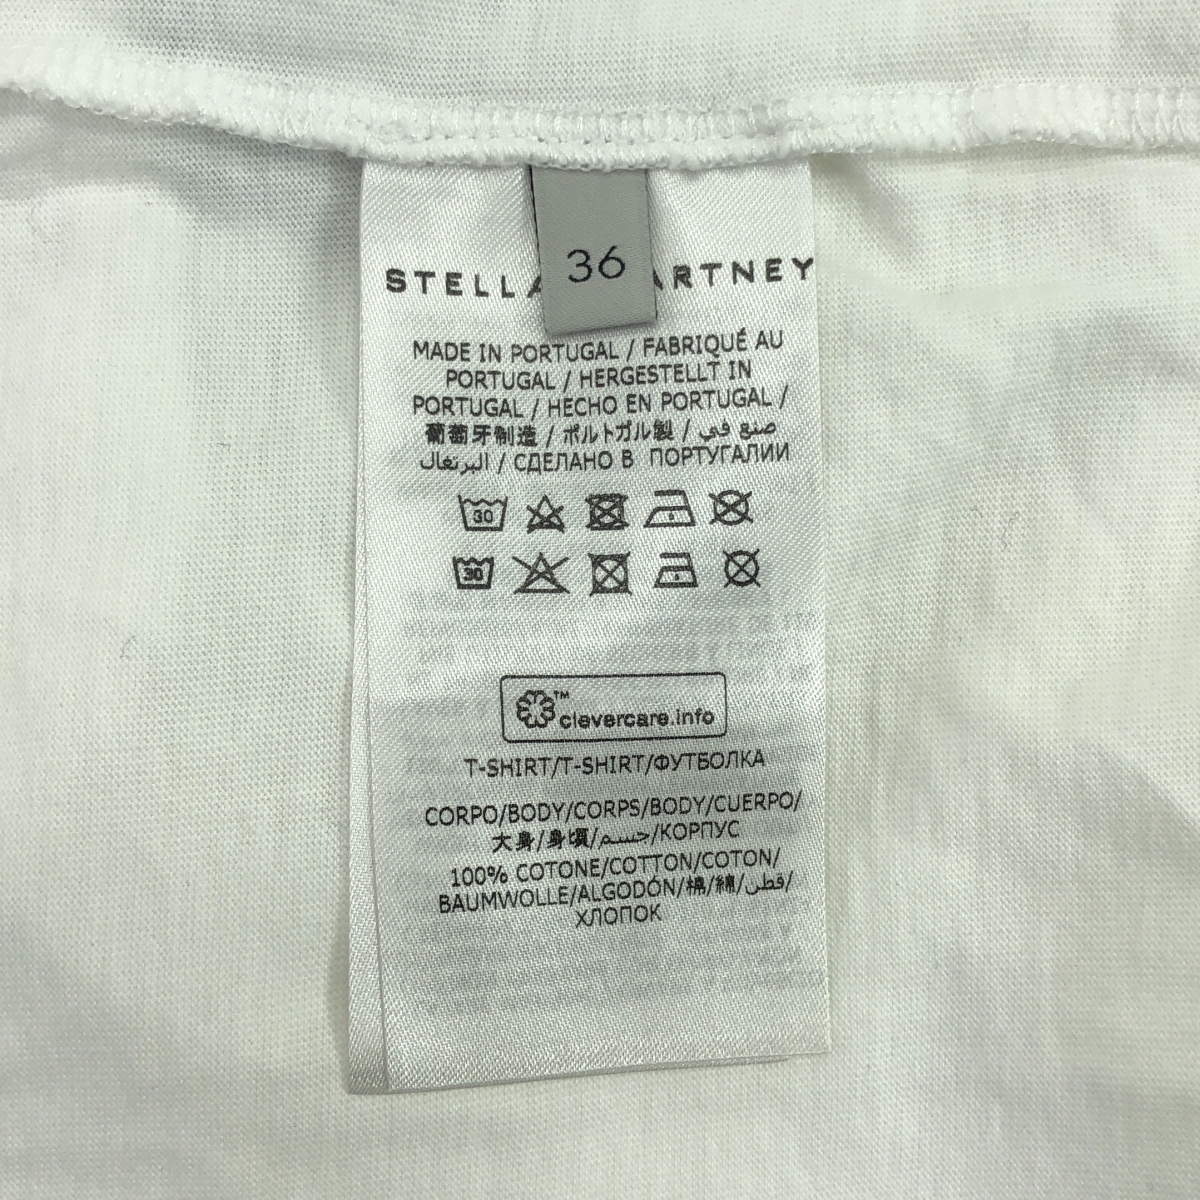 36
STELLA ARTNEY
MADE IN PORTUGAL / FABRIQUÉ AU
PORTUGAL / HERGESTELLT IN
PORTUGAL / HECHO EN PORTUGAL /
葡萄牙制造 / ポルトガル製 / صنع في
البرتغال / СДЕЛАНО В ПОРТУГАЛИИ
30
30
™
clevercare.info
T-SHIRT/T-SHIRT/ФУТБОЛКА
CORPO/BODY/CORPS/BODY/CUERPO/
大身/身頃/جسم/КОРПУС
100% COTONE/COTTON/COTON/
BAUMWOLLE/ALGODÓN/棉/綿/قطن/
ХЛОПОК